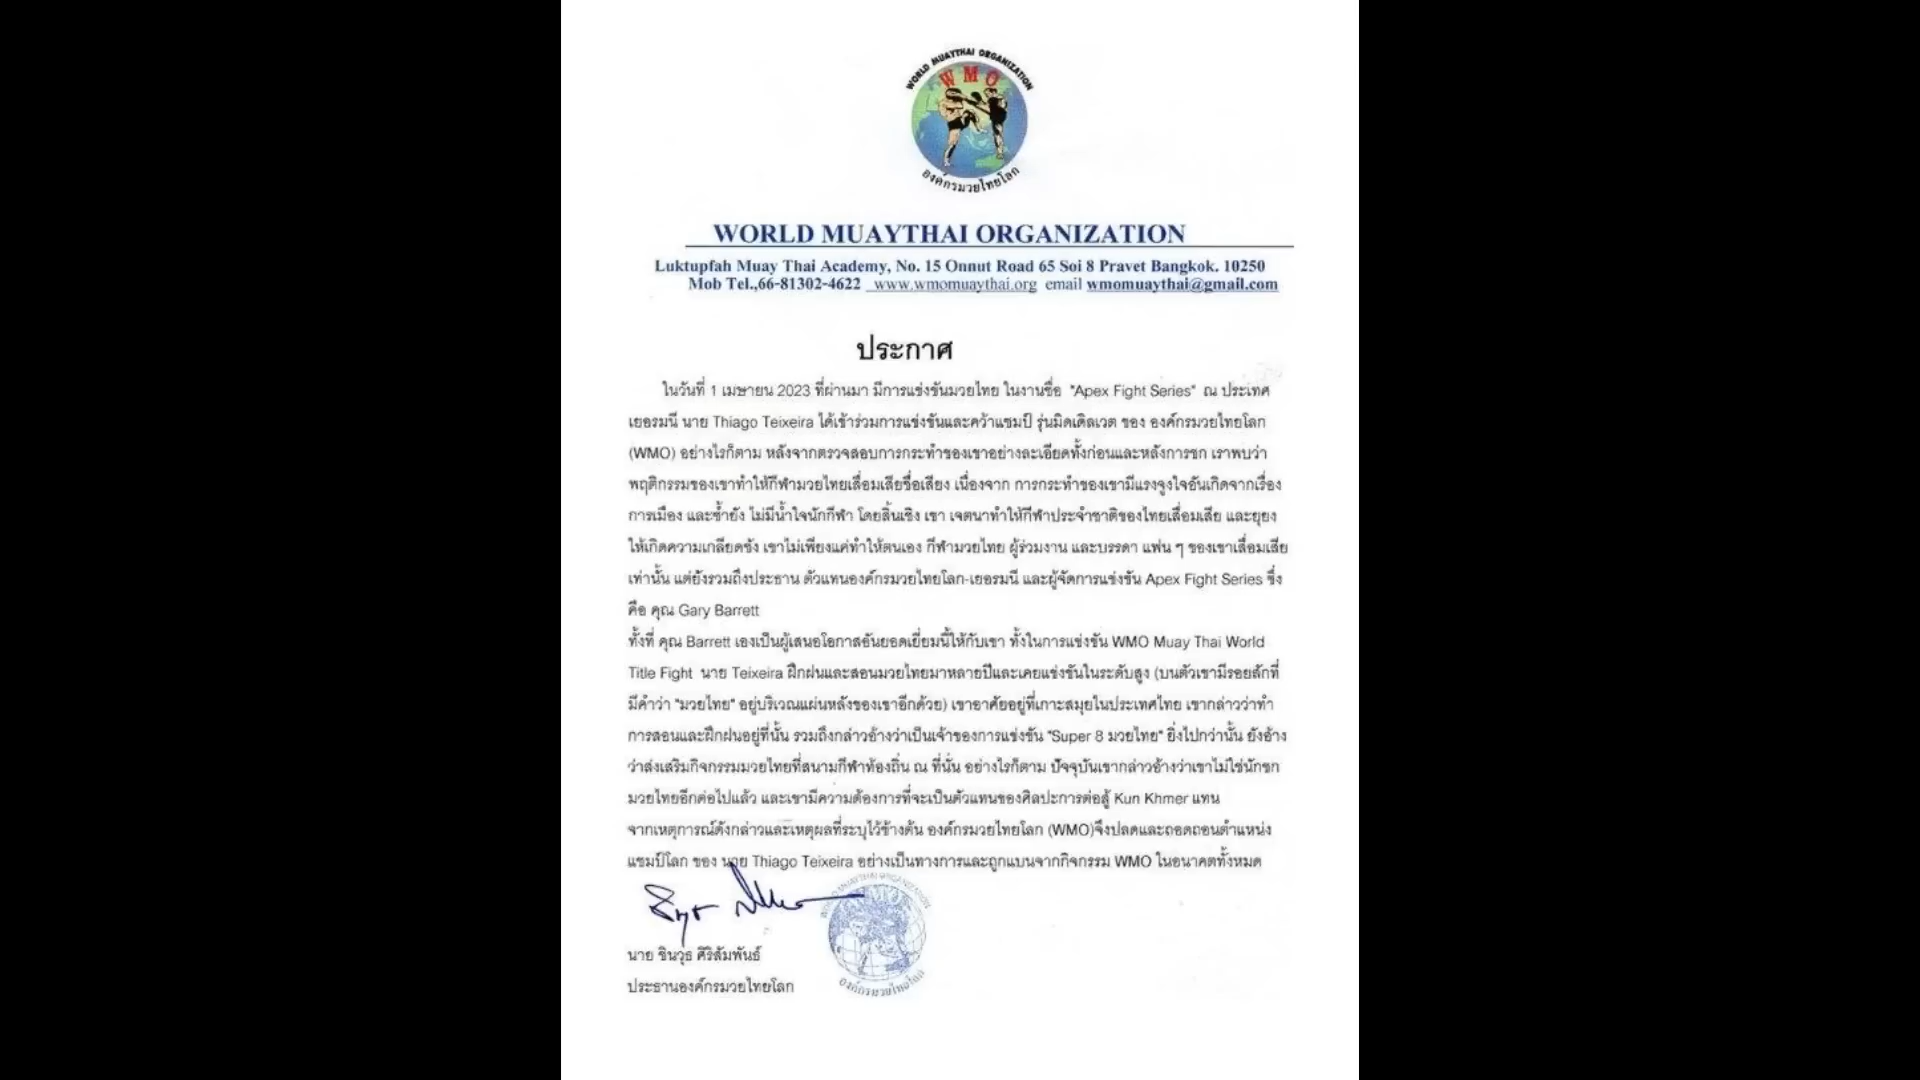 WORLD MUAYTHAI ORGANIZATION
WMO
องค์กรมวยไทยโลก
WORLD MUAYTHAI ORGANIZATION
Luktupfah Muay Thai Academy, No. 15 Onnut Road 65 Soi 8 Pravet Bangkok. 10250
Mob Tel.,66-81302-4622 www.wmomuaythai.org email wmomuaythai@gmail.com
ประกาศ
ในวันที่ 1 เมษายน 2023 ที่ผ่านมา มีการแข่งขันมวยไทย ในงานชื่อ "Apex Fight Series" ณ ประเทศ
เยอรมนี นาย Thiago Teixeira ได้เข้าร่วมการแข่งขันและคว้าแชมป์ รุ่นมิดเดิลเวต ของ องค์กรมวยไทยโลก
(WMO) อย่างไรก็ตาม หลังจากตรวจสอบการกระทำของเขาอย่างละเอียดทั้งก่อนและหลังการชก เราพบว่า
พฤติกรรมของเขาทำให้กีฬามวยไทยเสื่อมเสียชื่อเสียง เนื่องจาก การกระทำของเขามีแรงจูงใจอันเกิดจากเรื่อง
การเมือง และซ้ำยัง ไม่มีน้ำใจนักกีฬา โดยสิ้นเชิง เขา เจตนาทำให้กีฬาประจำชาติของไทยเสื่อมเสีย และยุยง
ให้เกิดความเกลียดชัง เขาไม่เพียงแค่ทำให้ตนเอง กีฬามวยไทย ผู้ร่วมงาน และบรรดา แฟน ๆ ของเขาเสื่อมเสีย
เท่านั้น แต่ยังรวมถึงประธาน ตัวแทนองค์กรมวยไทยโลก-เยอรมนี และผู้จัดการแข่งขัน Apex Fight Series ซึ่ง
คือ คุณ Gary Barrett
ทั้งที่ คุณ Barrett เองเป็นผู้เสนอโอกาสอันยอดเยี่ยมนี้ให้กับเขา ทั้งในการแข่งขัน WMO Muay Thai World
Title Fight นาย Teixeira ฝึกฝนและสอนมวยไทยมาหลายปีและเคยแข่งขันในระดับสูง (บนตัวเขามีรอยสักที่
มีคำว่า "มวยไทย" อยู่บริเวณแผ่นหลังของเขาอีกด้วย) เขาอาศัยอยู่ที่เกาะสมุยในประเทศไทย เขากล่าวว่าทำ
การสอนและฝึกฝนอยู่ที่นั้น รวมถึงกล่าวอ้างว่าเป็นเจ้าของการแข่งขัน "Super 8 มวยไทย" ยิ่งไปกว่านั้น ยังอ้าง
ว่าส่งเสริมกิจกรรมมวยไทยที่สนามกีฬาท้องถิ่น ณ ที่นั่น อย่างไรก็ตาม ปัจจุบันเขากล่าวอ้างว่าเขาไม่ใช่นักชก
มวยไทยอีกต่อไปแล้ว และเขามีความต้องการที่จะเป็นตัวแทนของศิลปะการต่อสู้ Kun Khmer แทน
จากเหตุการณ์ดังกล่าวและเหตุผลที่ระบุไว้ข้างต้น องค์กรมวยไทยโลก (WMO)จึงปลดและถอดถอนตำแหน่ง
แชมป์โลก ของ นาย Thiago Teixeira อย่างเป็นทางการและถูกแบนจากกิจกรรม WMO ในอนาคตทั้งหมด
นาย ชินวุธ ศิริสัมพันธ์
ประธานองค์กรมวยไทยโลก
องค์กรมวยไทยโลก